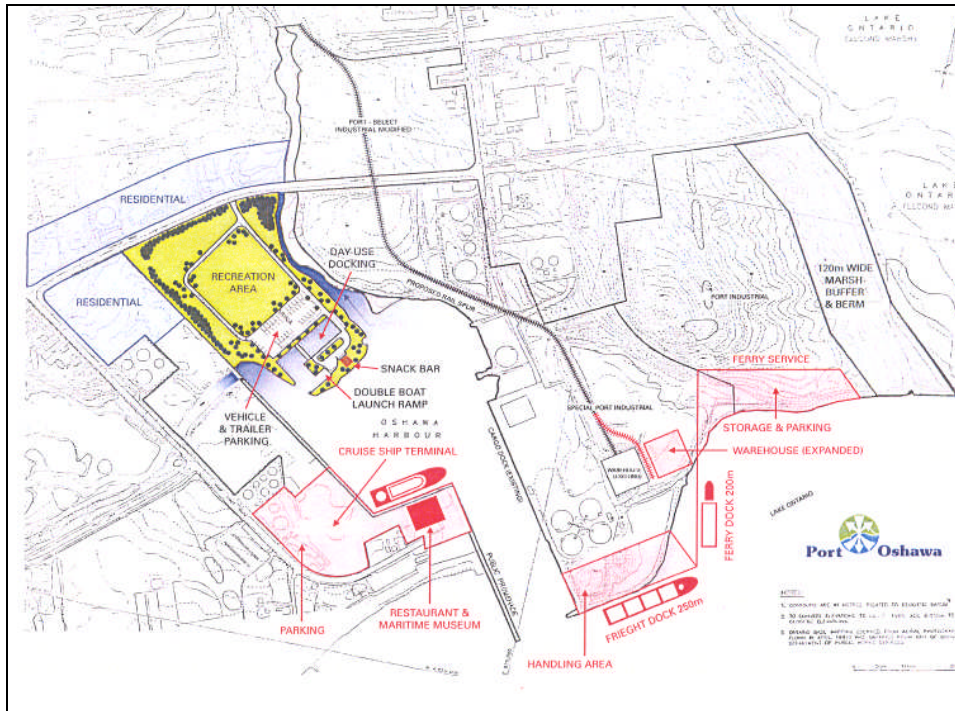 LAKE
ONTARIO
PORT - SELECT
INDUSTRIAL MODIFIED
RESIDENTIAL
LAKE
DAY-USE
DOCKING
RECREATION
AREA
RESIDENTIAL
120m WIDE
MARSH
BUFFER
& BERM
PROPOSED RAIL SPUR
PORT INDUSTRIAL
FERRY SERVICE
SNACK BAR
DOUBLE BOAT
LAUNCH RAMP
SPECIAL PORT INDUSTRIAL
STORAGE & PARKING
VEHICLE
& TRAILER
PARKING
OSHANA
HARBOUR
CRUISE SHIP TERMINAL
CARGO DOCK (EXISTING)
WAREHOUSE (EXPANDED)
FERRY DOCK 200m
LAKE ONTARIO
Port Oshawa
PUBLIC PROMENADE
PARKING
RESTAURANT &
MARITIME MUSEUM
FRIEGHT DOCK 250m
HANDLING AREA